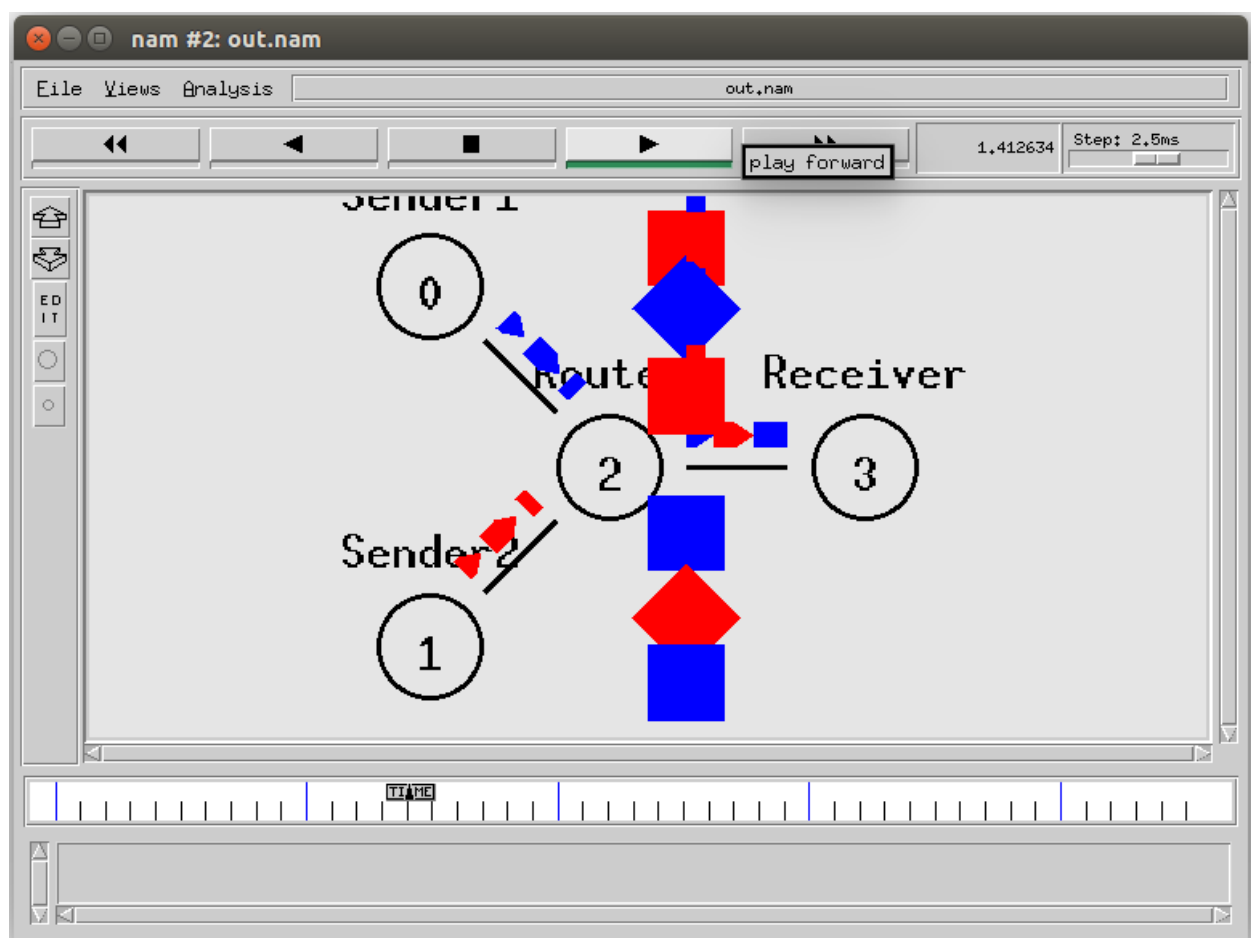 nam #2: out.nam
File Views Analysis out.nam
1.412634 Step: 2.5ms
play forward
Sender1
ED
IT
0
Route
Receiver
2
3
Sender2
1
TIME